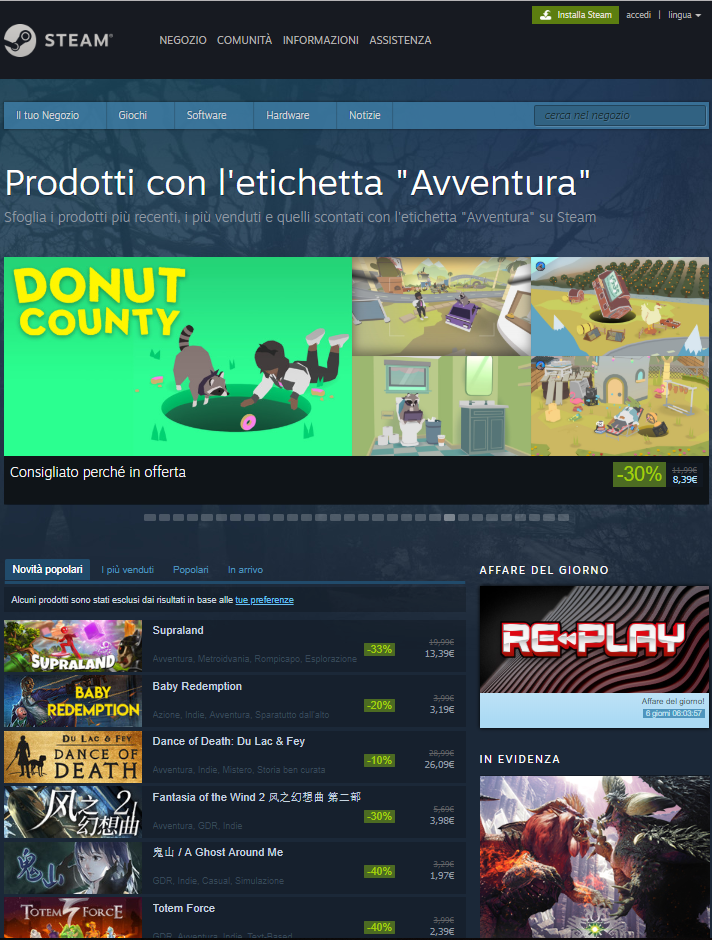 Installa Steam
accedi | lingua
STEAM®
NEGOZIO COMUNITÀ INFORMAZIONI ASSISTENZA
Il tuo Negozio Giochi Software Hardware Notizie cerca nel negozio
Prodotti con l'etichetta "Avventura"
Sfoglia i prodotti più recenti, i più venduti e quelli scontati con l'etichetta "Avventura" su Steam
DONUT
COUNTY
Consigliato perché in offerta
-30% 11,99€
8,39€
Novità popolari I più venduti Popolari In arrivo
Alcuni prodotti sono stati esclusi dai risultati in base alle tue preferenze
SUPRALAND
Supraland
-33% 19,99€
13,39€
Avventura, Metroidvania, Rompicapo, Esplorazione
BABY
REDEMPTION
Baby Redemption
-20% 3,99€
3,19€
Azione, Indie, Avventura, Sparatutto dall'alto
DU LAC & FEY
DANCE OF
DEATH
Dance of Death: Du Lac & Fey
-10% 28,99€
26,09€
Avventura, Indie, Mistero, Storia ben curata
风之幻想曲2
Fantasia of the Wind 2 风之幻想曲 第二部
-30% 5,69€
3,98€
Avventura, GDR, Indie
鬼山
鬼山 / A Ghost Around Me
-40% 3,29€
1,97€
GDR, Indie, Casual, Simulazione
TOTEM FORCE
Totem Force
-40% 3,99€
2,39€
GDR, Avventura, Indie, Text-Based
AFFARE DEL GIORNO
RE PLAY
Affare del giorno!
IN EVIDENZA